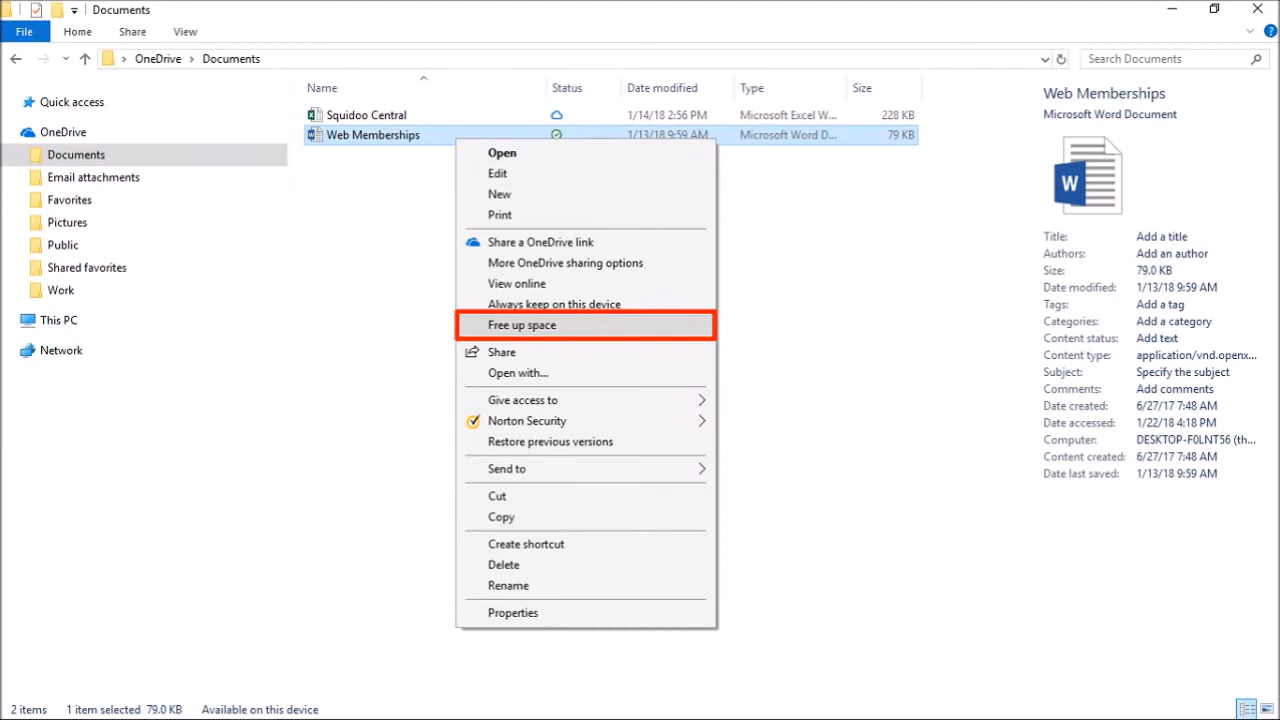 Documents
File Home Share View
OneDrive Documents
Search Documents
Name Status Date modified Type Size
Squidoo Central 1/14/18 2:56 PM Microsoft Excel W... 228 KB
Web Memberships 1/13/18 9:59 AM Microsoft Word D... 79 KB
Quick access
OneDrive
Documents
Email attachments
Favorites
Pictures
Public
Shared favorites
Work
This PC
Network
Open
Edit
New
Print
Share a OneDrive link
More OneDrive sharing options
View online
Always keep on this device
Free up space
Share
Open with...
Give access to
Norton Security
Restore previous versions
Send to
Cut
Copy
Create shortcut
Delete
Rename
Properties
Web Memberships
Microsoft Word Document
W
Title: Add a title
Authors: Add an author
Size: 79.0 KB
Date modified: 1/13/18 9:59 AM
Tags: Add a tag
Categories: Add a category
Content status: Add text
Content type: application/vnd.openx...
Subject: Specify the subject
Comments: Add comments
Date created: 6/27/17 7:48 AM
Date accessed: 1/22/18 4:18 PM
Computer: DESKTOP-F0LNT56 (th...
Content created: 6/27/17 7:48 AM
Date last saved: 1/13/18 9:59 AM
2 items 1 item selected 79.0 KB Available on this device